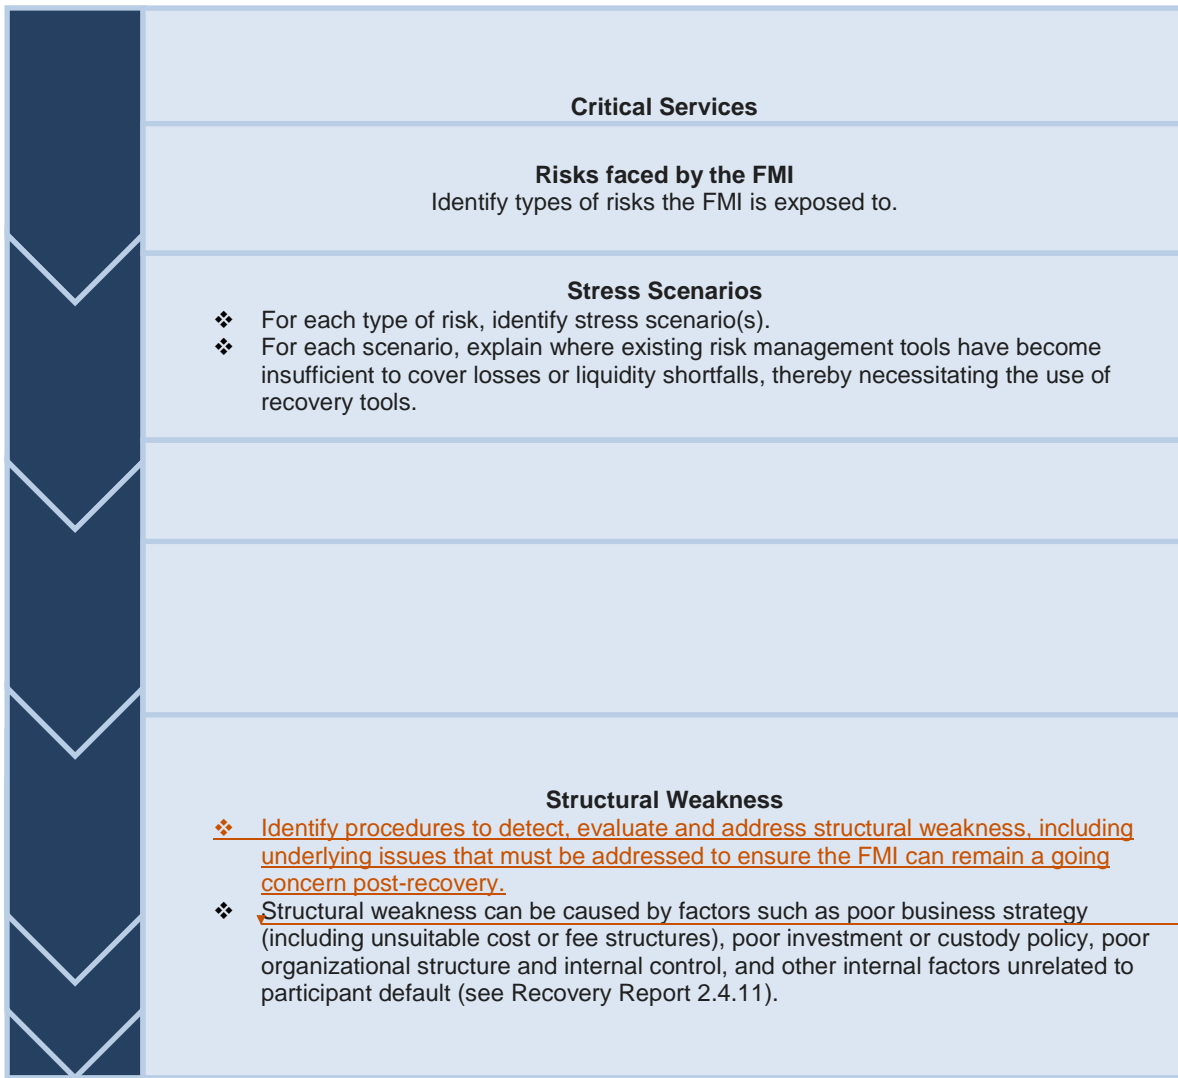 Critical Services
Risks faced by the FMI
Identify types of risks the FMI is exposed to.
Stress Scenarios
❖ For each type of risk, identify stress scenario(s).
❖ For each scenario, explain where existing risk management tools have become
insufficient to cover losses or liquidity shortfalls, thereby necessitating the use of
recovery tools.
Structural Weakness
❖ Identify procedures to detect, evaluate and address structural weakness, including
underlying issues that must be addressed to ensure the FMI can remain a going
concern post-recovery.
❖ Structural weakness can be caused by factors such as poor business strategy
(including unsuitable cost or fee structures), poor investment or custody policy, poor
organizational structure and internal control, and other internal factors unrelated to
participant default (see Recovery Report 2.4.11).